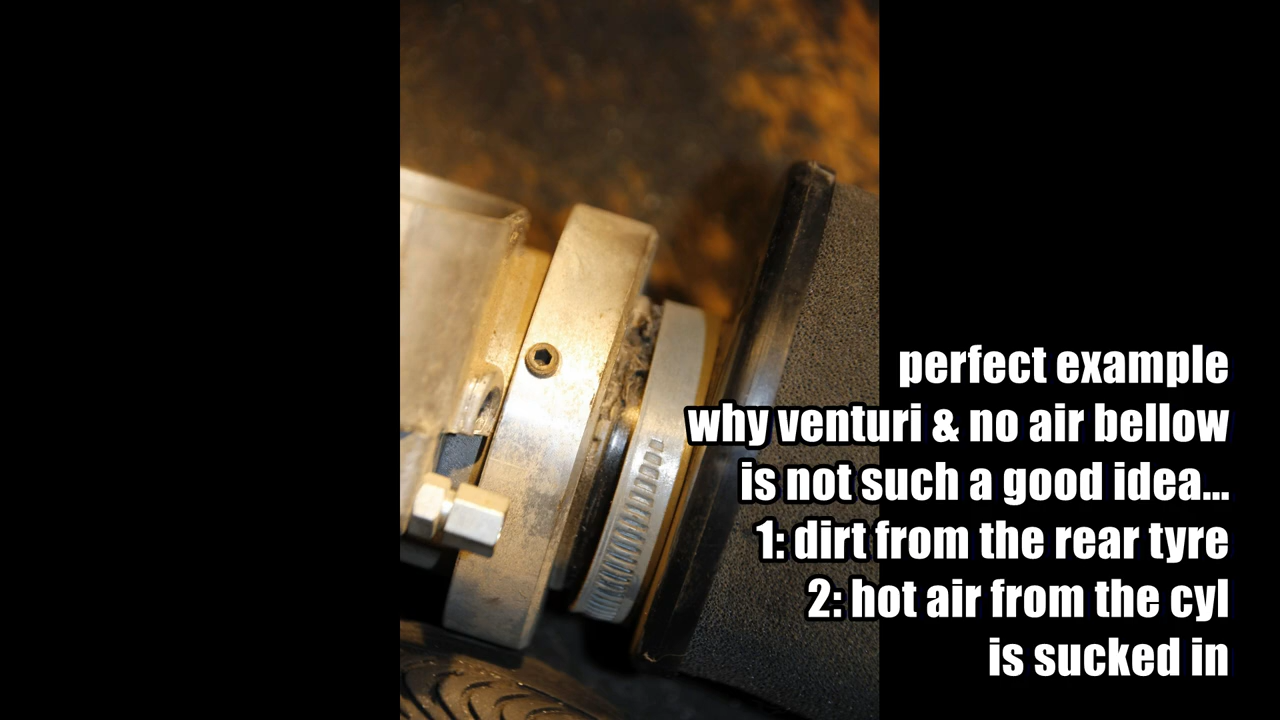 perfect example
why venturi & no air bellow
is not such a good idea...
1: dirt from the rear tyre
2: hot air from the cyl
is sucked in